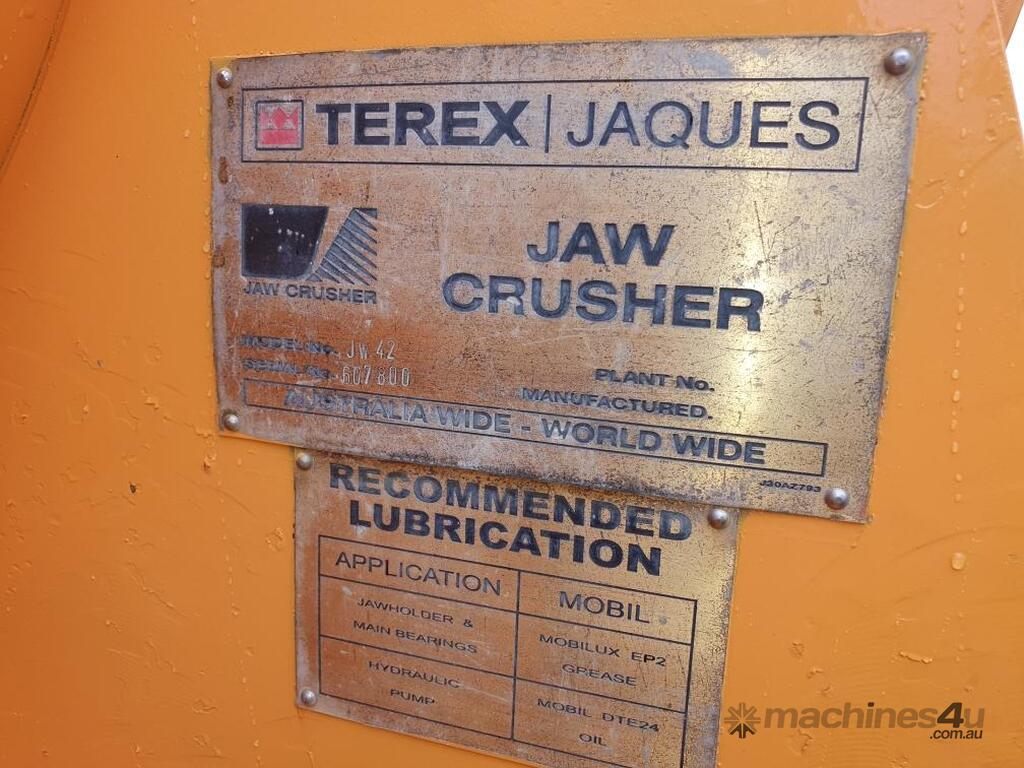 TEREX | JAQUES
JAW CRUSHER
JAW
CRUSHER
MODEL No. JW 42
SERIAL No. 607800
PLANT No.
MANUFACTURED.
AUSTRALIA WIDE - WORLD WIDE
J30AZ793
RECOMMENDED
LUBRICATION
APPLICATION
MOBIL
JAWHOLDER &
MAIN BEARINGS
MOBILUX EP2
GREASE
HYDRAULIC
PUMP
MOBIL DTE24
OIL
machines4u
.com.au